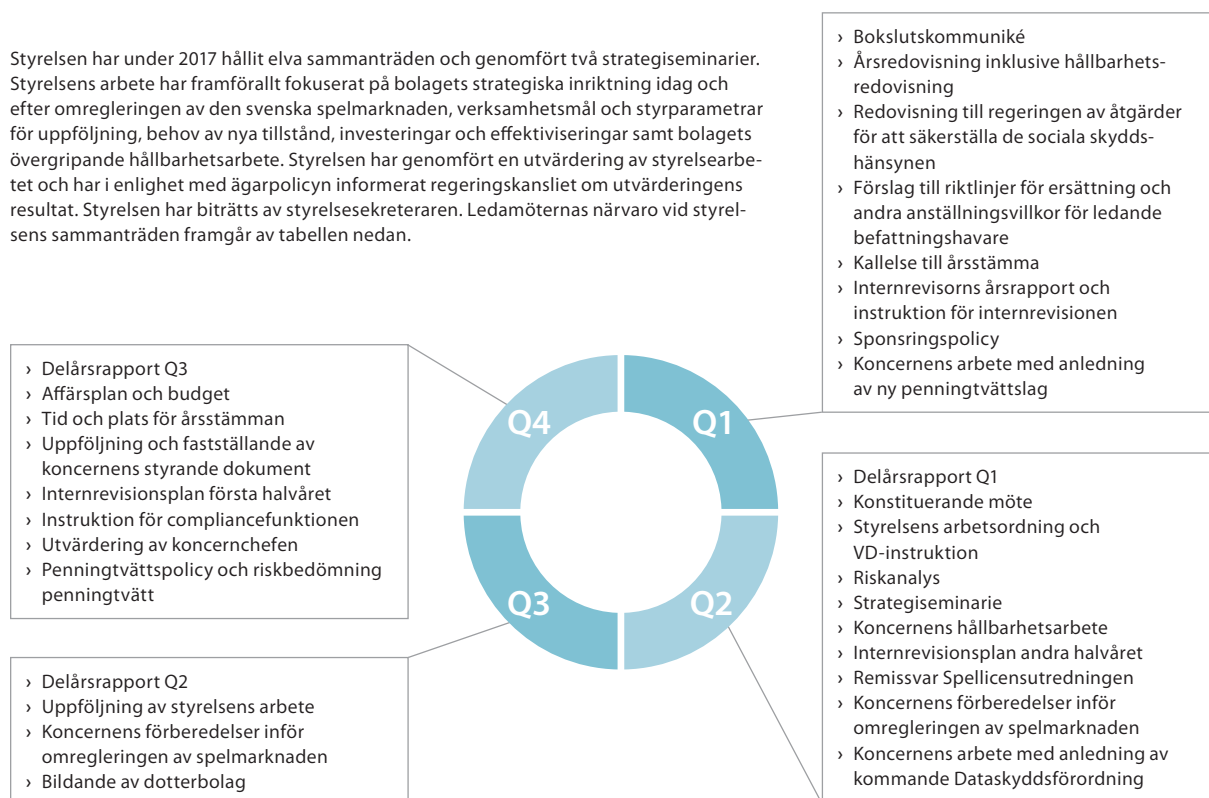 Styrelsen har under 2017 hållit elva sammanträden och genomfört två strategiseminarier.
Styrelsens arbete har framförallt fokuserat på bolagets strategiska inriktning idag och
efter omregleringen av den svenska spelmarknaden, verksamhetsmål och styrparametrar
för uppföljning, behov av nya tillstånd, investeringar och effektiviseringar samt bolagets
övergripande hållbarhetsarbete. Styrelsen har genomfört en utvärdering av styrelsearbe-
tet och har i enlighet med ägarpolicyn informerat regeringskansliet om utvärderingens
resultat. Styrelsen har biträtts av styrelsesekreteraren. Ledamöternas närvaro vid styrel-
sens sammanträden framgår av tabellen nedan.
› Bokslutskommuniké
› Årsredovisning inklusive hållbarhets-
redovisning
› Redovisning till regeringen av åtgärder
för att säkerställa de sociala skydds-
hänsynen
› Förslag till riktlinjer för ersättning och
andra anställningsvillkor för ledande
befattningshavare
› Kallelse till årsstämma
› Internrevisorns årsrapport och
instruktion för internrevisionen
› Sponsringspolicy
› Koncernens arbete med anledning
av ny penningtvättslag
› Delårsrapport Q3
› Affärsplan och budget
› Tid och plats för årsstämman
› Uppföljning och fastställande av
koncernens styrande dokument
› Internrevisionsplan första halvåret
› Instruktion för compliancefunktionen
› Utvärdering av koncernchefen
› Penningtvättspolicy och riskbedömning
penningtvätt
Q4
Q1
Q3
Q2
› Delårsrapport Q1
› Konstituerande möte
› Styrelsens arbetsordning och
VD-instruktion
› Riskanalys
› Strategiseminarie
› Koncernens hållbarhetsarbete
› Internrevisionsplan andra halvåret
› Remissvar Spellicensutredningen
› Koncernens förberedelser inför
omregleringen av spelmarknaden
› Koncernens arbete med anledning av
kommande Dataskyddsförordning
› Delårsrapport Q2
› Uppföljning av styrelsens arbete
› Koncernens förberedelser inför
omregleringen av spelmarknaden
› Bildande av dotterbolag